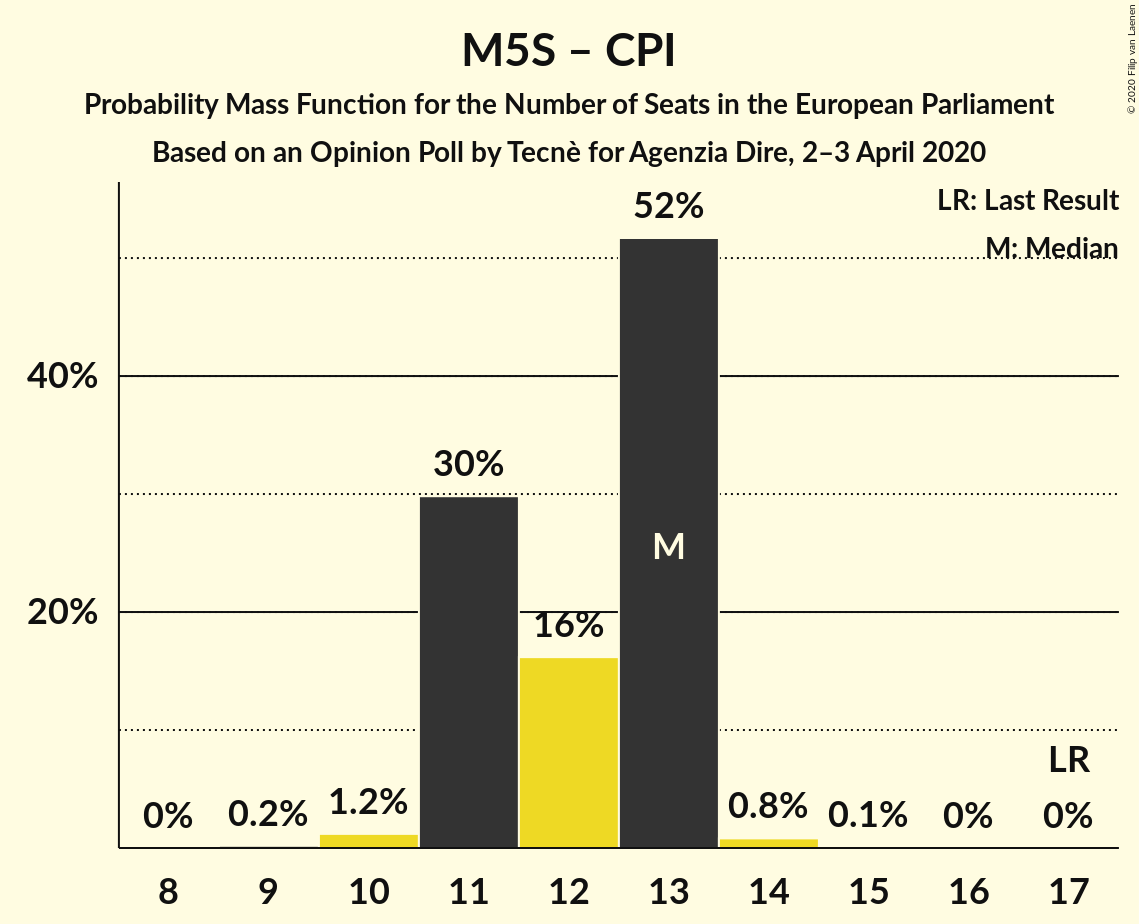 M5S – CPI
Probability Mass Function for the Number of Seats in the European Parliament
Based on an Opinion Poll by Tecnè for Agenzia Dire, 2–3 April 2020
© 2020 Filip van Laenen
LR: Last Result
M: Median
52%
40%
30%
M
20%
16%
LR
0%
0.2%
1.2%
0.8%
0.1%
0%
0%
8 9 10 11 12 13 14 15 16 17